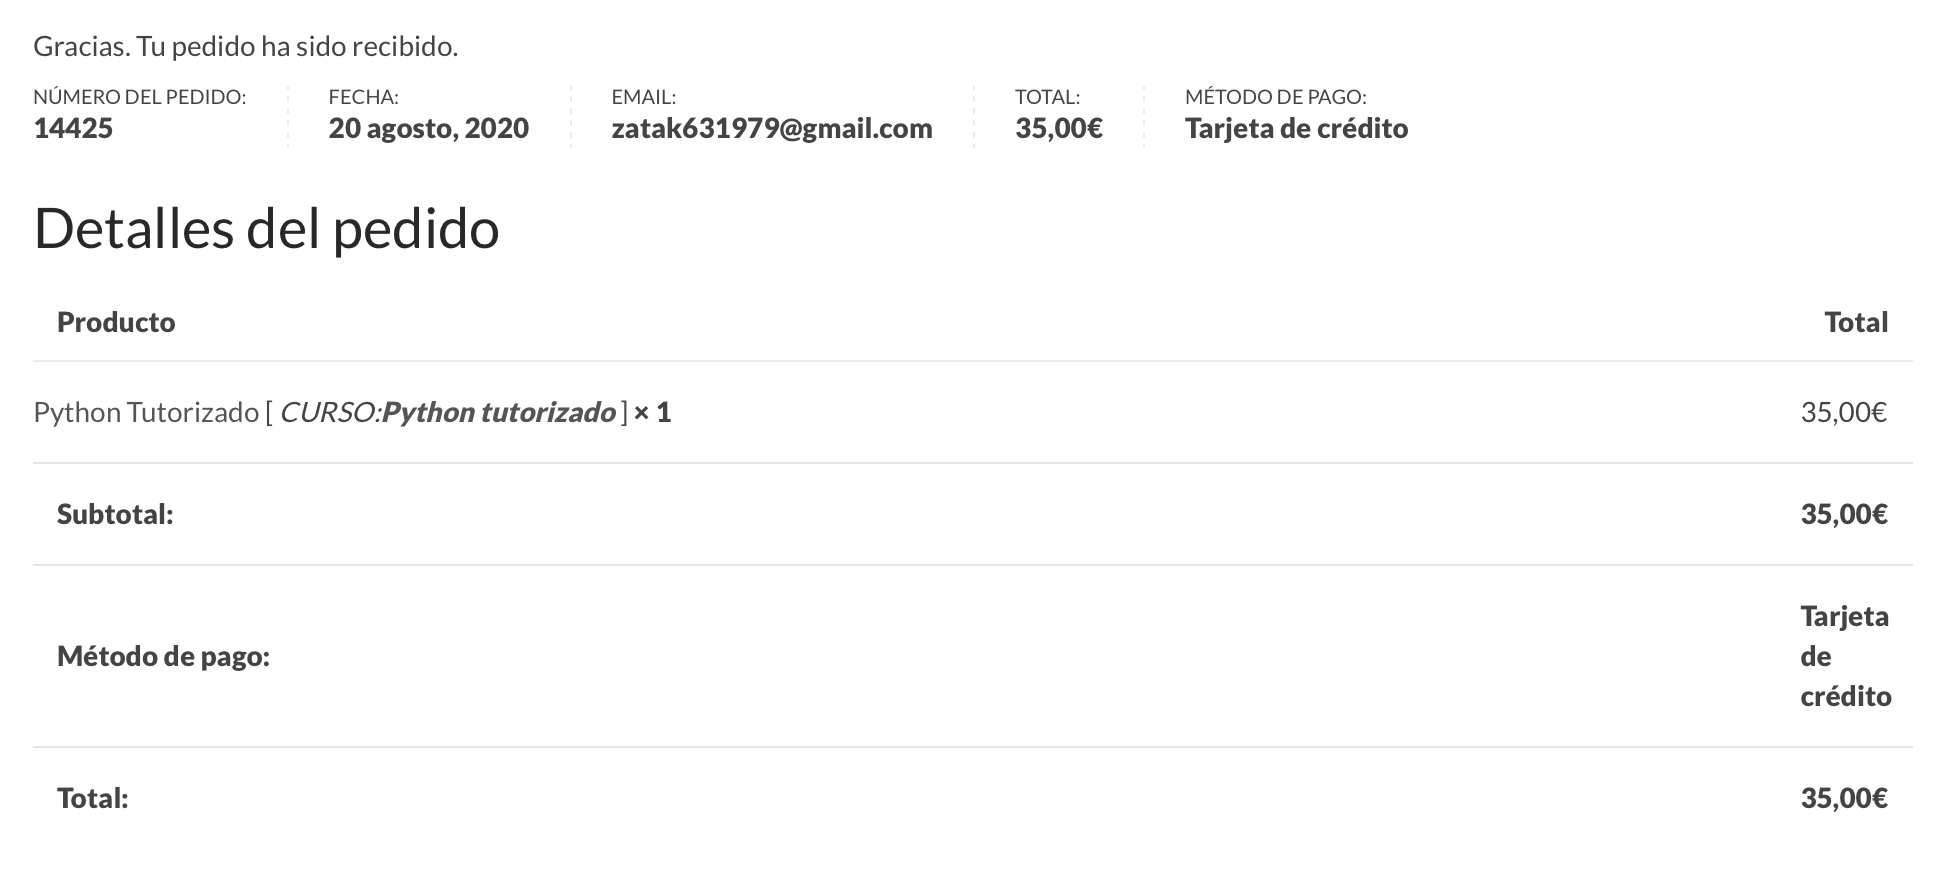 Gracias. Tu pedido ha sido recibido.
NÚMERO DEL PEDIDO: FECHA: EMAIL: TOTAL: MÉTODO DE PAGO:
14425 20 agosto, 2020 zatak631979@gmail.com 35,00€ Tarjeta de crédito
Detalles del pedido
Producto Total
Python Tutorizado [ CURSO:Python tutorizado ] × 1 35,00€
Subtotal: 35,00€
Método de pago: Tarjeta
de
crédito
Total: 35,00€